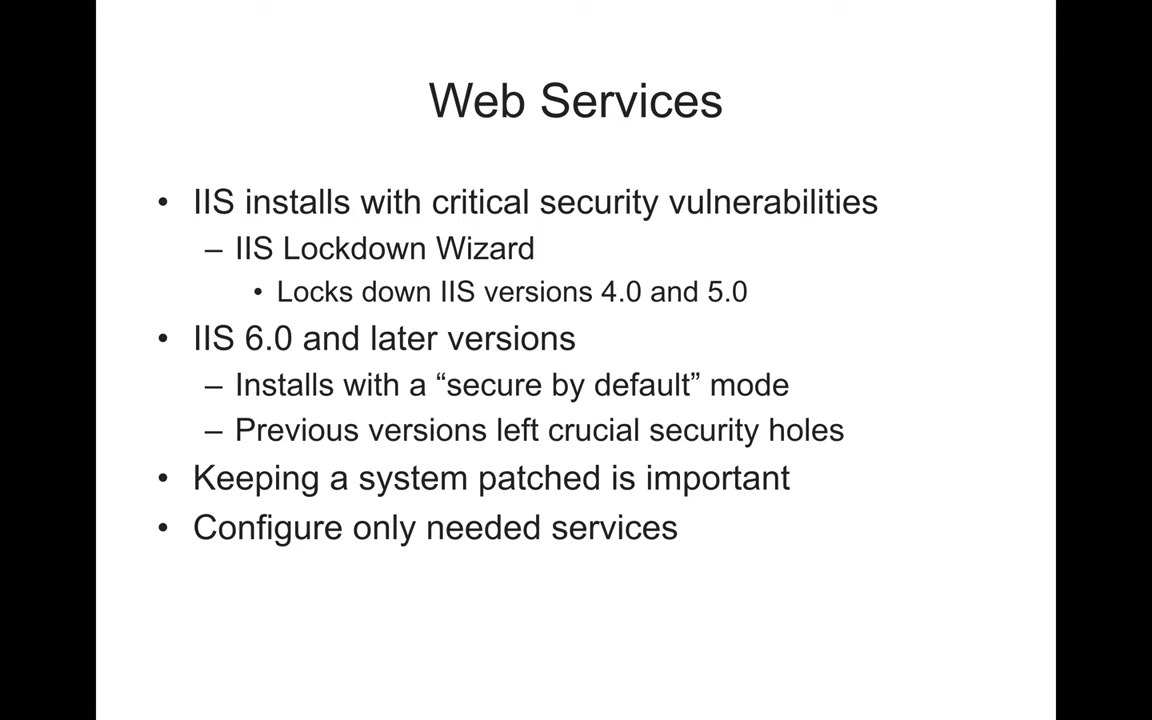 Web Services
• IIS installs with critical security vulnerabilities
– IIS Lockdown Wizard
• Locks down IIS versions 4.0 and 5.0
• IIS 6.0 and later versions
– Installs with a “secure by default” mode
– Previous versions left crucial security holes
• Keeping a system patched is important
• Configure only needed services